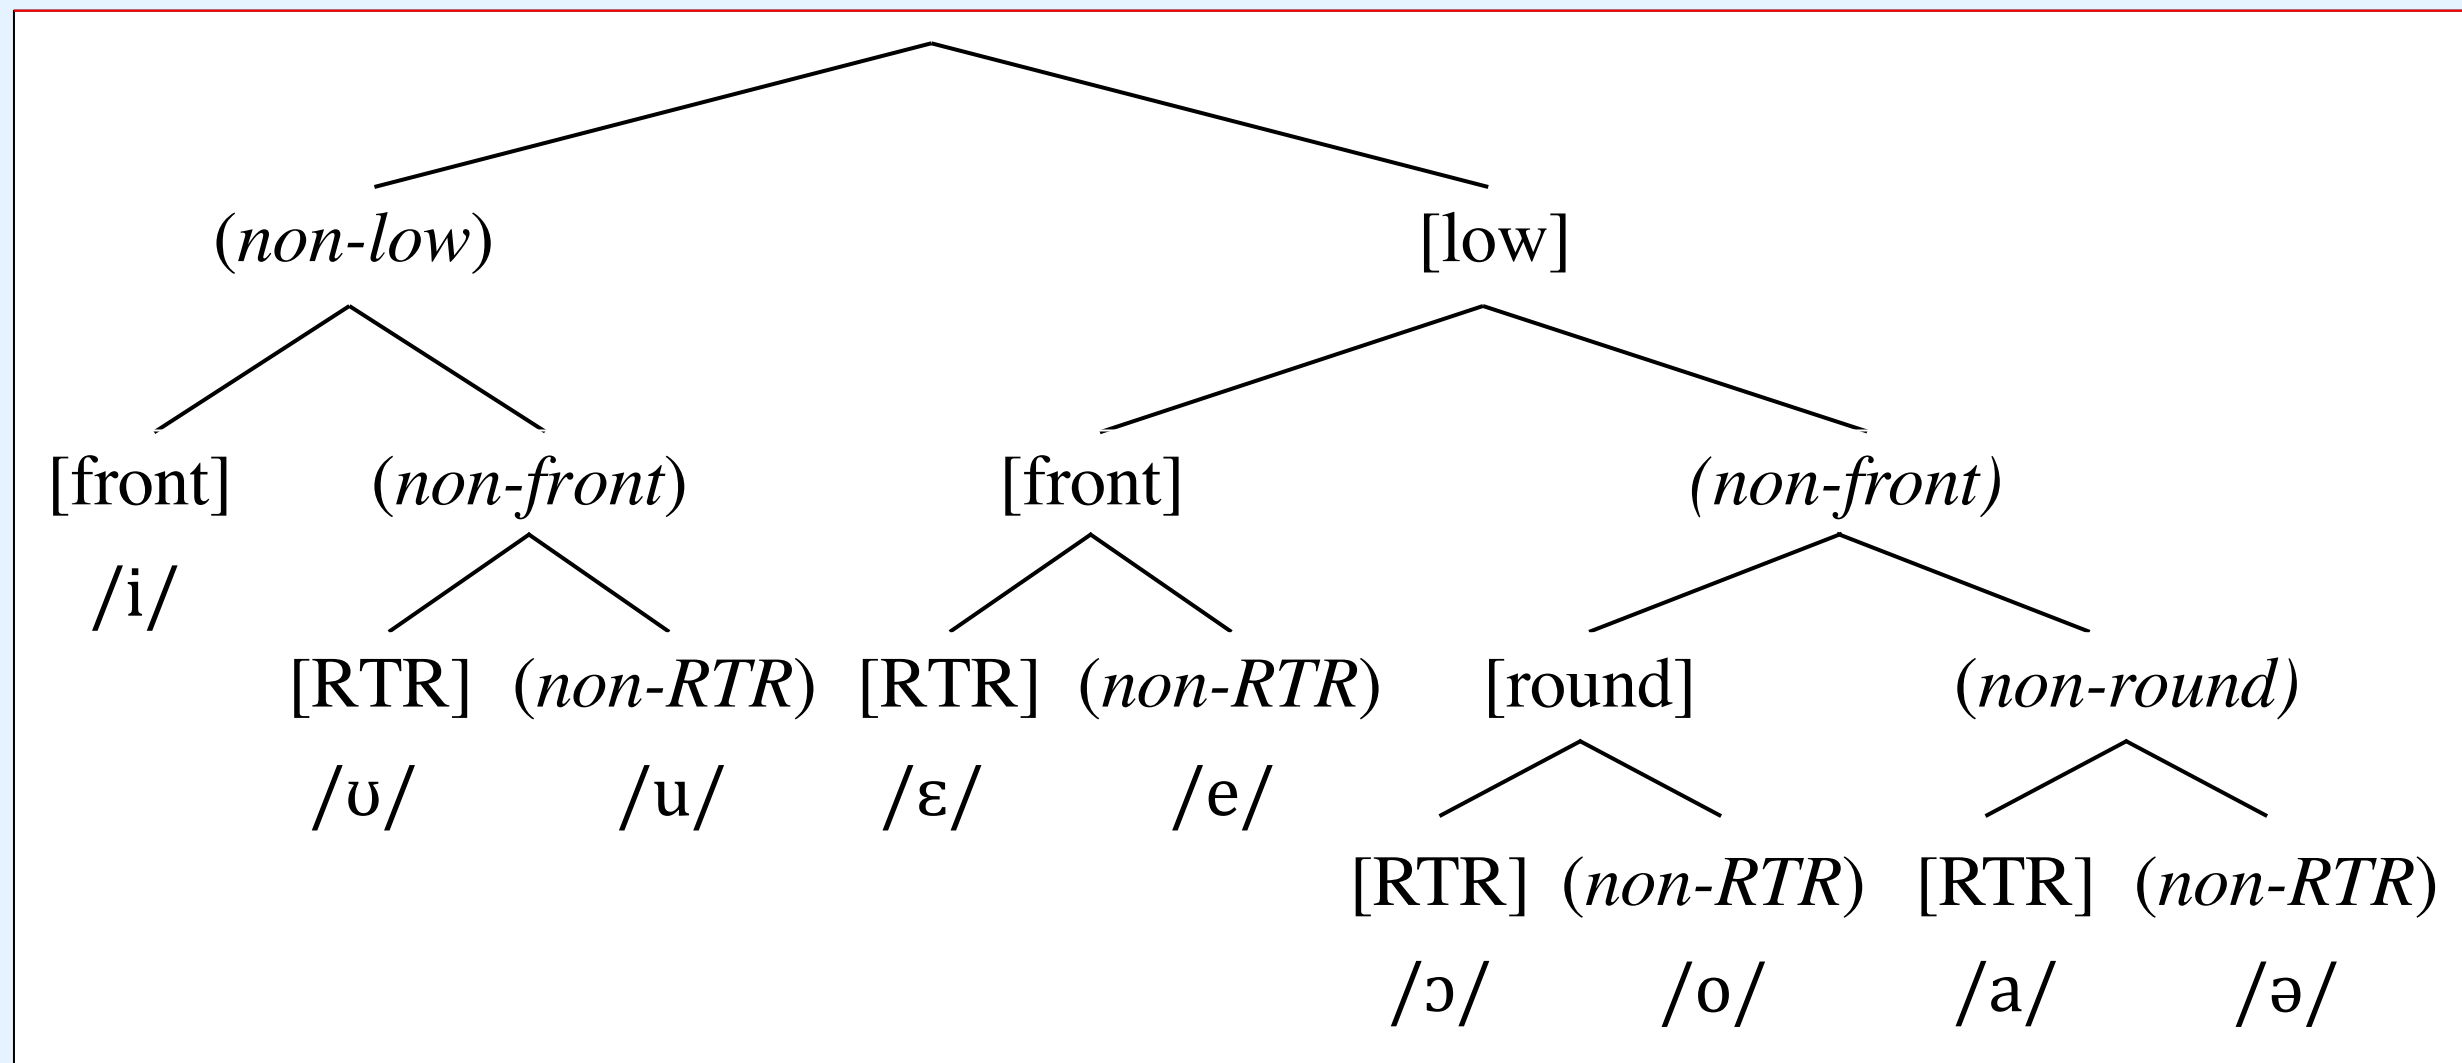 (non-low) [low]
[front] (non-front) [front] (non-front)
/i/
[RTR] (non-RTR) [RTR] (non-RTR) [round] (non-round)
/ʊ/ /u/ /ɛ/ /e/
[RTR] (non-RTR) [RTR] (non-RTR)
/ɔ/ /o/ /a/ /ə/